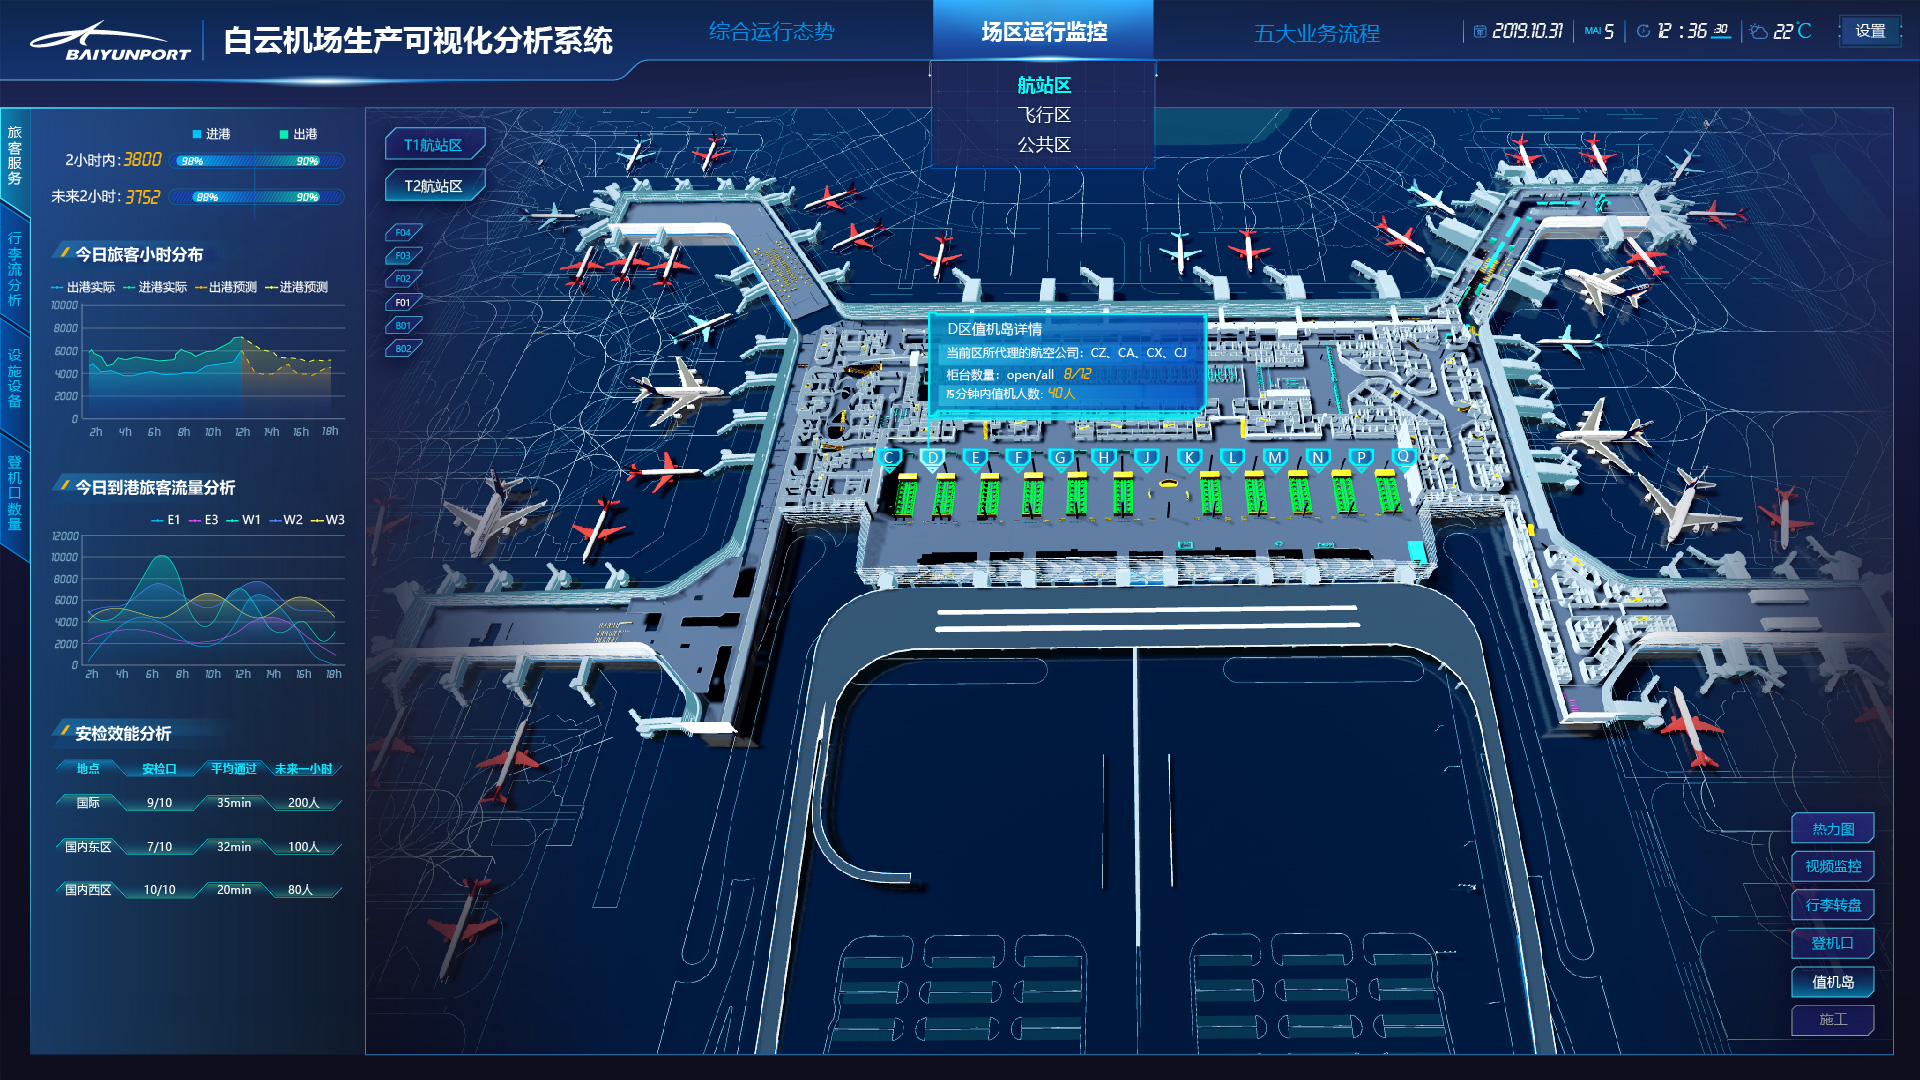 BAIYUNPORT
白云机场生产可视化分析系统
综合运行态势
场区运行监控
五大业务流程
2019.10.31
MAI 5
12:36 :30
22℃
设置
航站区
飞行区
公共区
旅客服务
行李流分析
设施设备
登机口数量
进港 出港
2小时内:3800 98% 90%
未来2小时:3752 88% 90%
今日旅客小时分布
出港实际 进港实际 出港预测 进港预测
10000
8000
6000
4000
2000
0
2h 4h 6h 8h 10h 12h 14h 16h 18h
今日到港旅客流量分析
E1 E3 W1 W2 W3
12000
10000
8000
6000
4000
2000
0
2h 4h 6h 8h 10h 12h 14h 16h 18h
安检效能分析
地点 安检口 平均通过 未来一小时
国际 9/10 35min 200人
国内东区 7/10 32min 100人
国内西区 10/10 20min 80人
T1航站区
T2航站区
F04
F03
F02
F01
B01
B02
D区值机岛详情
当前区所代理的航空公司：CZ、CA、CX、CJ
柜台数量：open/all 8/12
15分钟内值机人数: 40人
C D E F G H J K L M N P Q
热力图
视频监控
行李转盘
登机口
值机岛
施工